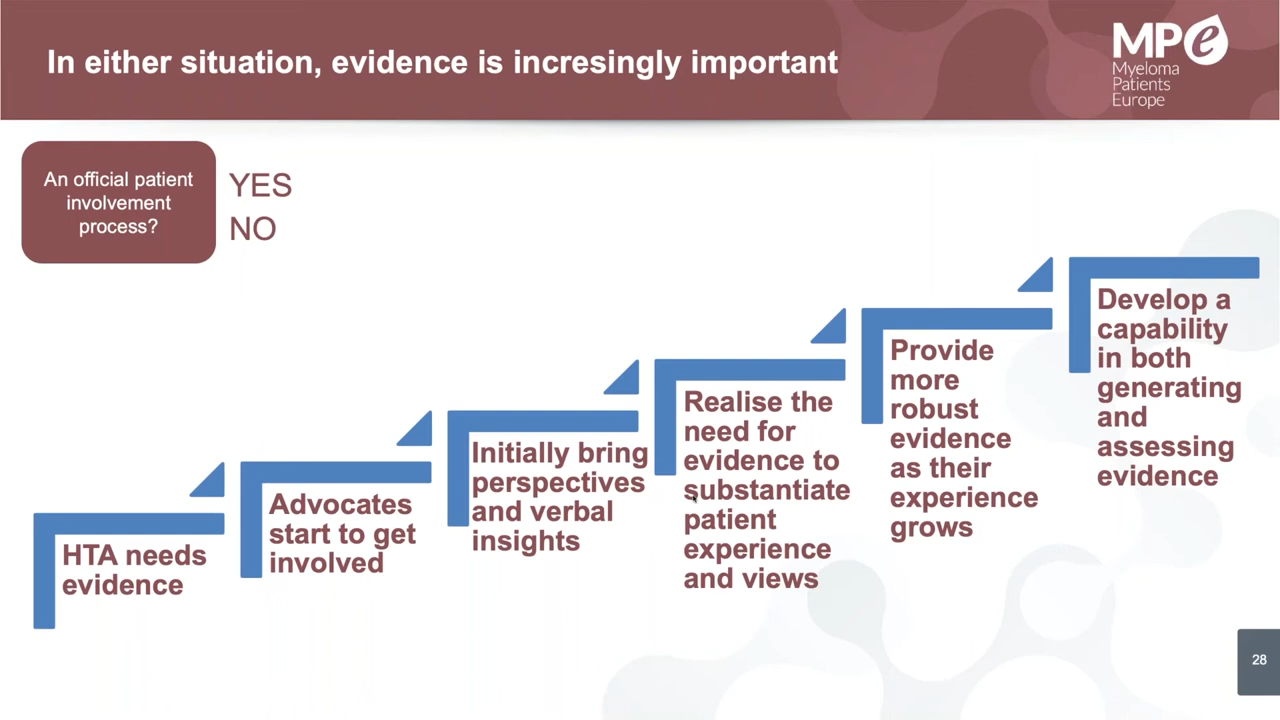 In either situation, evidence is incresingly important
MPe
Myeloma
Patients
Europe
An official patient
involvement
process?
YES
NO
HTA needs
evidence
Advocates
start to get
involved
Initially bring
perspectives
and verbal
insights
Realise the
need for
evidence to
substantiate
patient
experience
and views
Provide
more
robust
evidence
as their
experience
grows
Develop a
capability
in both
generating
and
assessing
evidence
28